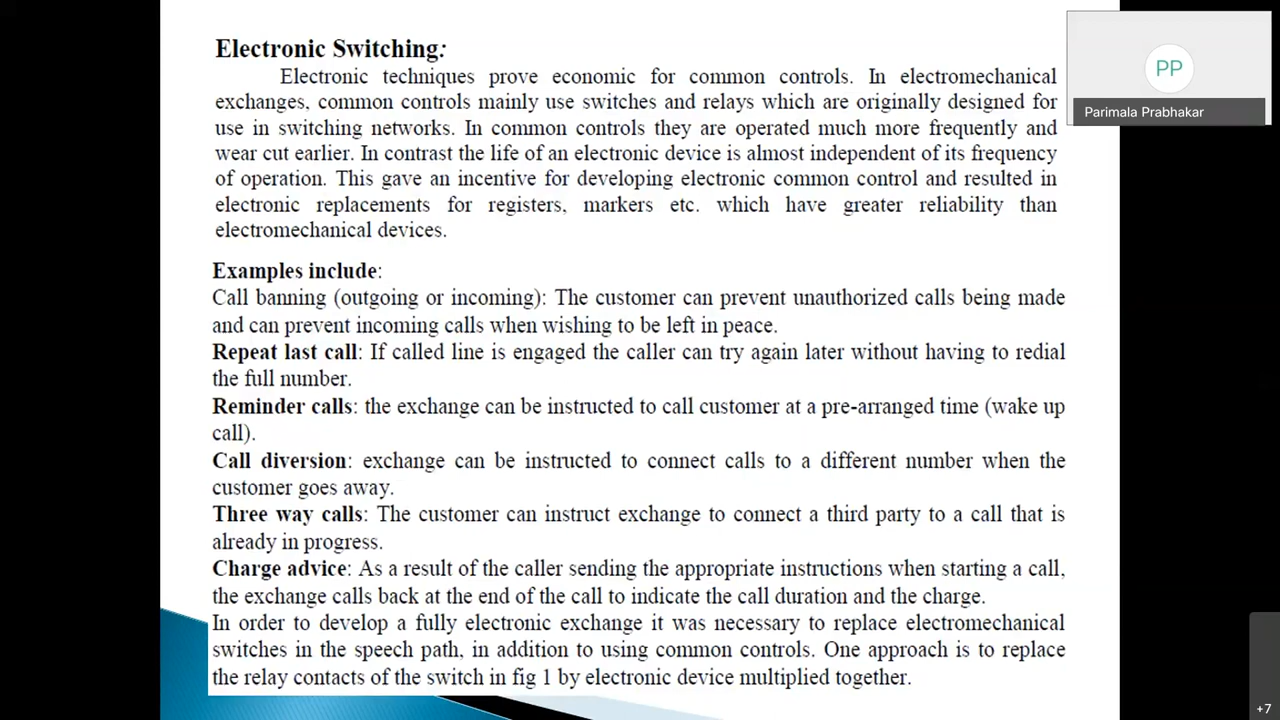 Electronic Switching:
Electronic techniques prove economic for common controls. In electromechanical
exchanges, common controls mainly use switches and relays which are originally designed for
use in switching networks. In common controls they are operated much more frequently and
wear cut earlier. In contrast the life of an electronic device is almost independent of its frequency
of operation. This gave an incentive for developing electronic common control and resulted in
electronic replacements for registers, markers etc. which have greater reliability than
electromechanical devices.
Examples include:
Call banning (outgoing or incoming): The customer can prevent unauthorized calls being made
and can prevent incoming calls when wishing to be left in peace.
Repeat last call: If called line is engaged the caller can try again later without having to redial
the full number.
Reminder calls: the exchange can be instructed to call customer at a pre-arranged time (wake up
call).
Call diversion: exchange can be instructed to connect calls to a different number when the
customer goes away.
Three way calls: The customer can instruct exchange to connect a third party to a call that is
already in progress.
Charge advice: As a result of the caller sending the appropriate instructions when starting a call,
the exchange calls back at the end of the call to indicate the call duration and the charge.
In order to develop a fully electronic exchange it was necessary to replace electromechanical
switches in the speech path, in addition to using common controls. One approach is to replace
the relay contacts of the switch in fig 1 by electronic device multiplied together.
PP
Parimala Prabhakar
+7